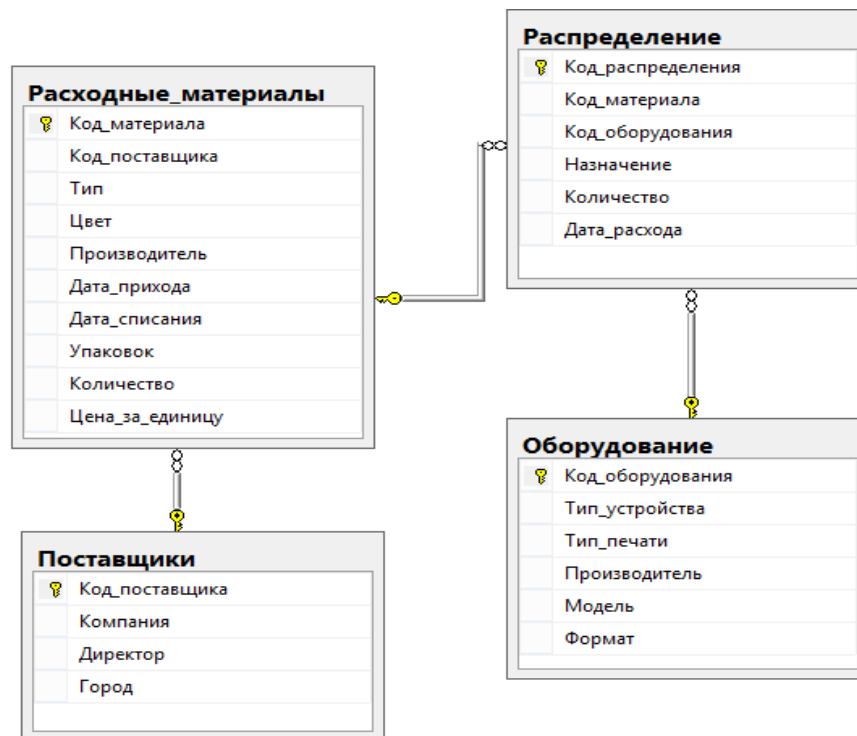 Расходные_материалы
Код_материала
Код_поставщика
Тип
Цвет
Производитель
Дата_прихода
Дата_списания
Упаковок
Количество
Цена_за_единицу
Распределение
Код_распределения
Код_материала
Код_оборудования
Назначение
Количество
Дата_расхода
Поставщики
Код_поставщика
Компания
Директор
Город
Оборудование
Код_оборудования
Тип_устройства
Тип_печати
Производитель
Модель
Формат